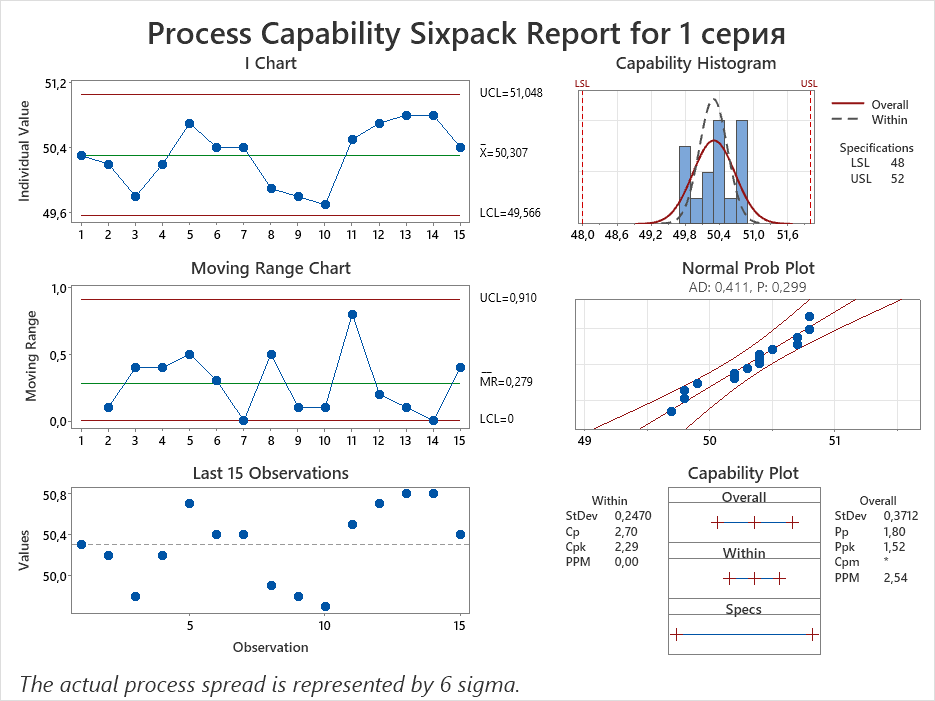 Process Capability Sixpack Report for 1 серия
I Chart
Individual Value
51,2
50,4
49,6
UCL=51,048
X̄=50,307
LCL=49,566
1 2 3 4 5 6 7 8 9 10 11 12 13 14 15
Capability Histogram
LSL USL
48,0 48,6 49,2 49,8 50,4 51,0 51,6
Overall
Within
Specifications
LSL 48
USL 52
Moving Range Chart
Moving Range
1,0
0,5
0,0
UCL=0,910
M̅R̅=0,279
LCL=0
1 2 3 4 5 6 7 8 9 10 11 12 13 14 15
Normal Prob Plot
AD: 0,411, P: 0,299
49 50 51
Last 15 Observations
Values
50,8
50,4
50,0
5 10 15
Observation
Capability Plot
Within
StDev 0,2470
Cp 2,70
Cpk 2,29
PPM 0,00
Overall
Within
Specs
Overall
StDev 0,3712
Pp 1,80
Ppk 1,52
Cpm *
PPM 2,54
The actual process spread is represented by 6 sigma.